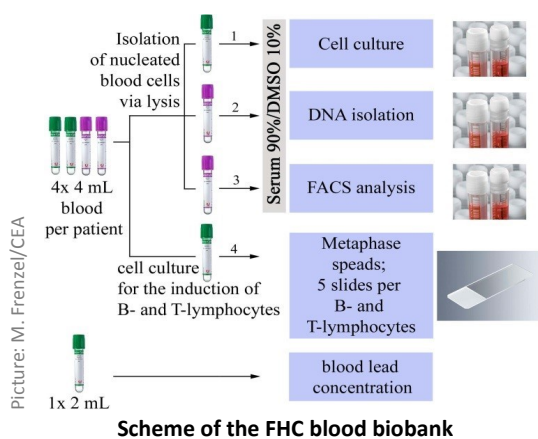 Isolation
of nucleated
blood cells
via lysis
1
2
3
4
Serum 90%/DMSO 10%
Cell culture
DNA isolation
FACS analysis
4x 4 mL
blood
per patient
cell culture
for the induction of
B- and T-lymphocytes
Metaphase
speads;
5 slides per
B- and
T-lymphocytes
1x 2 mL
blood lead
concentration
Picture: M. Frenzel/CEA
Scheme of the FHC blood biobank